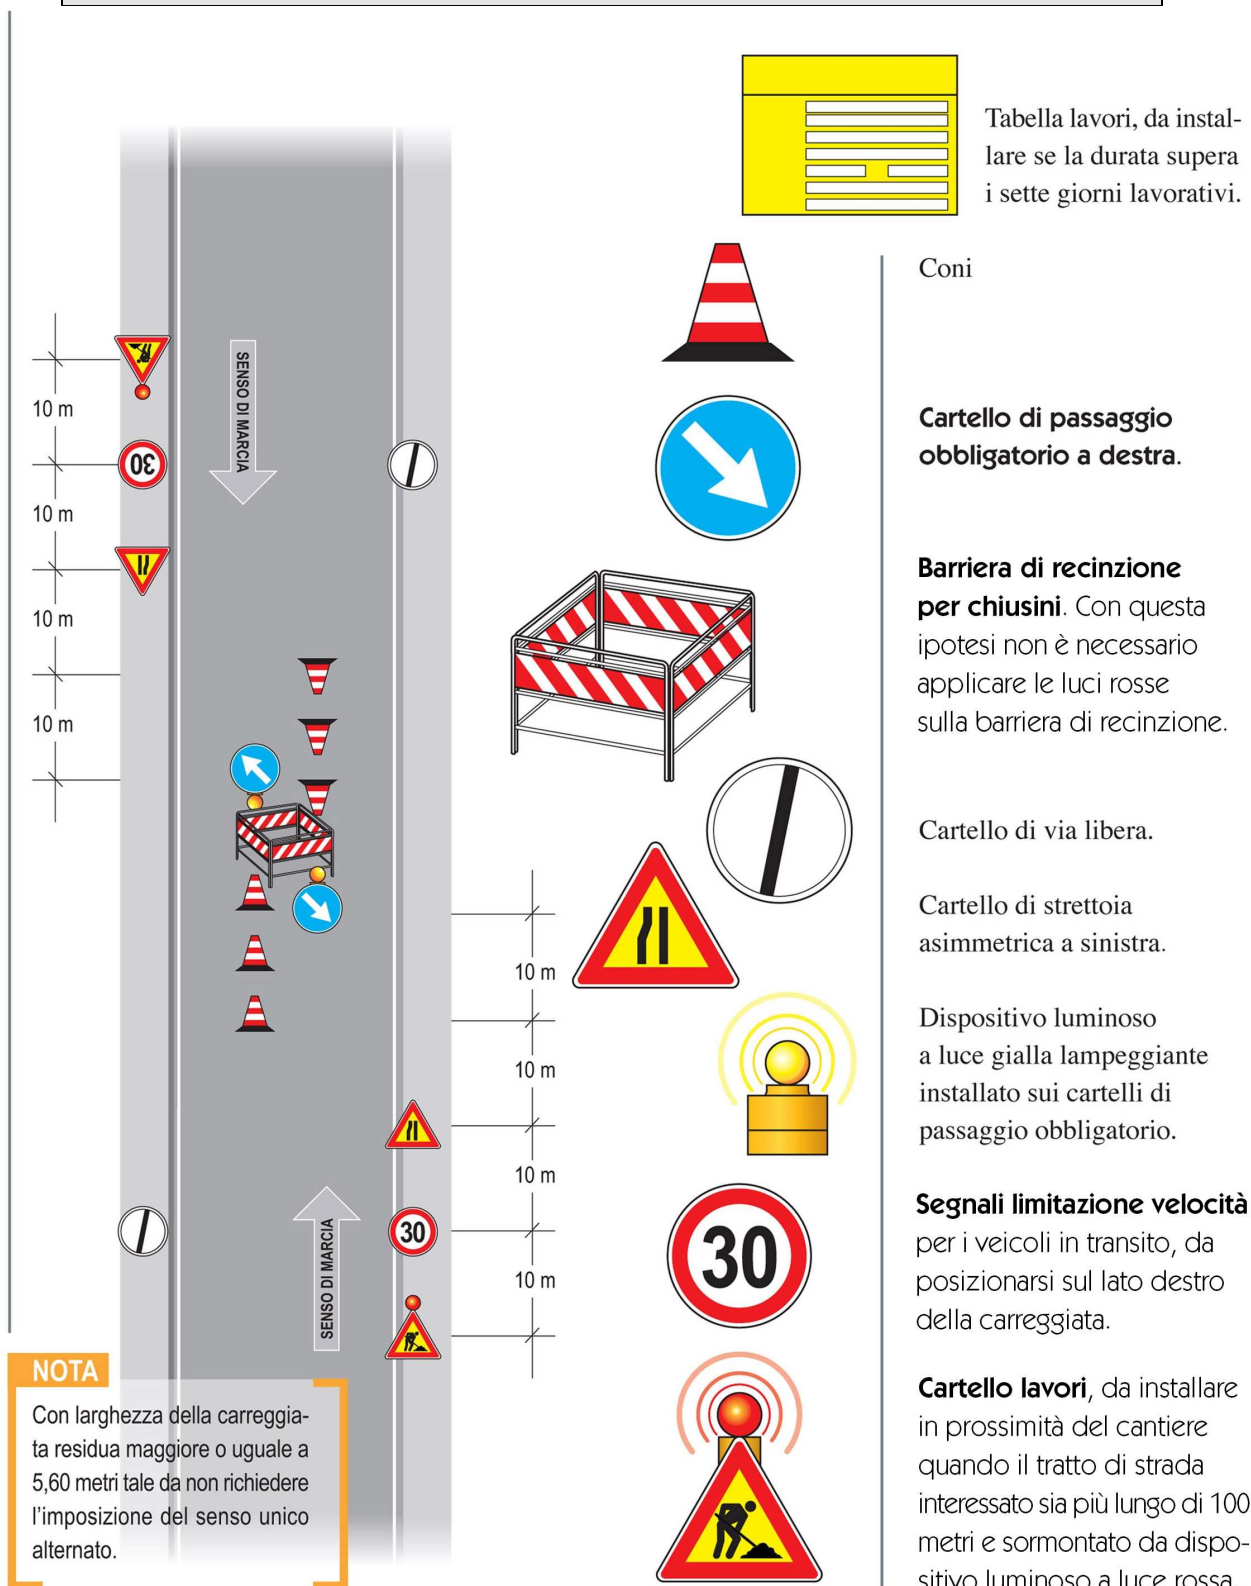 Tabella lavori, da instal-
lare se la durata supera
i sette giorni lavorativi.
Coni
Cartello di passaggio
obbligatorio a destra.
Barriera di recinzione
per chiusini. Con questa
ipotesi non è necessario
applicare le luci rosse
sulla barriera di recinzione.
Cartello di via libera.
Cartello di strettoia
asimmetrica a sinistra.
Dispositivo luminoso
a luce gialla lampeggiante
installato sui cartelli di
passaggio obbligatorio.
Segnali limitazione velocità
per i veicoli in transito, da
posizionarsi sul lato destro
della carreggiata.
Cartello lavori, da installare
in prossimità del cantiere
quando il tratto di strada
interessato sia più lungo di 100
metri e sormontato da dispo-
sitivo luminoso a luce rossa
10 m
10 m
10 m
10 m
30
SENSO DI MARCIA
10 m
10 m
10 m
10 m
30
SENSO DI MARCIA
30
NOTA
Con larghezza della carreggia-
ta residua maggiore o uguale a
5,60 metri tale da non richiedere
l'imposizione del senso unico
alternato.